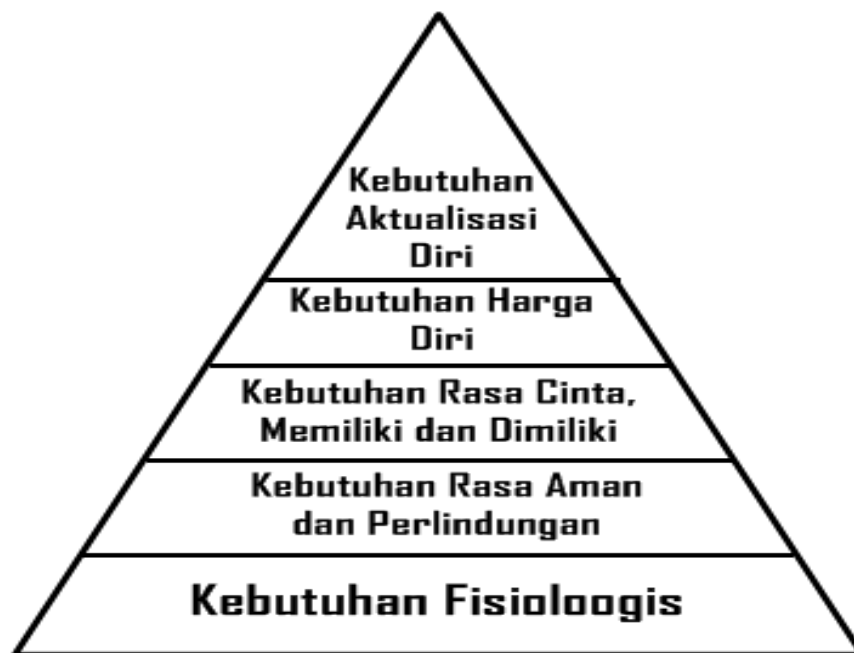 Kebutuhan
Aktualisasi
Diri
Kebutuhan Harga
Diri
Kebutuhan Rasa Cinta,
Memiliki dan Dimiliki
Kebutuhan Rasa Aman
dan Perlindungan
Kebutuhan Fisioloogis